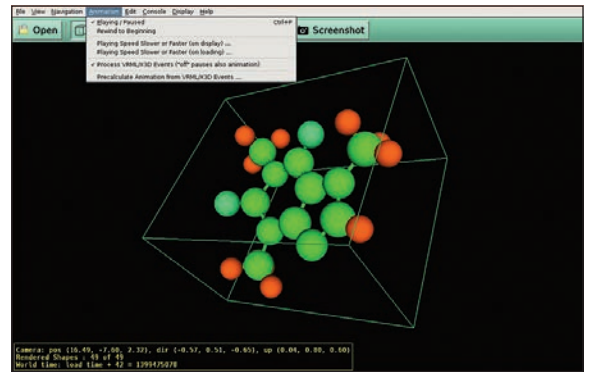 File View Navigation Animation Edit Console Display Help
Open
Screenshot
✓ Playing / Paused Ctrl+P
Rewind to Beginning
Playing Speed Slower or Faster (on display) ...
Playing Speed Slower or Faster (on loading) ...
✓ Process VRML/X3D Events ("off" pauses also animation)
Precalculate Animation from VRML/X3D Events ...
Camera: pos (16.49, -7.60, 2.32), dir (-0.57, 0.51, -0.65), up (0.04, 0.80, 0.60)
Rendered Shapes : 49 of 49
World time: load time + 42 = 1399475078